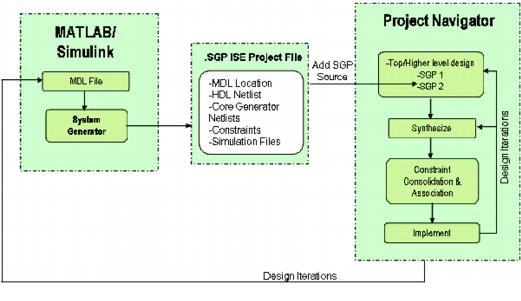 MATLAB/
Simulink
MDL File
System
Generator
.SGP ISE Project File
-MDL Location
-HDL Netlist
-Core Generator
Netlists
-Constraints
-Simulation Files
Add SGP
Source
Project Navigator
-Top/Higher level design
-SGP 1
-SGP 2
Synthesize
Constraint
Consolidation &
Association
Implement
Design Iterations
Design Iterations